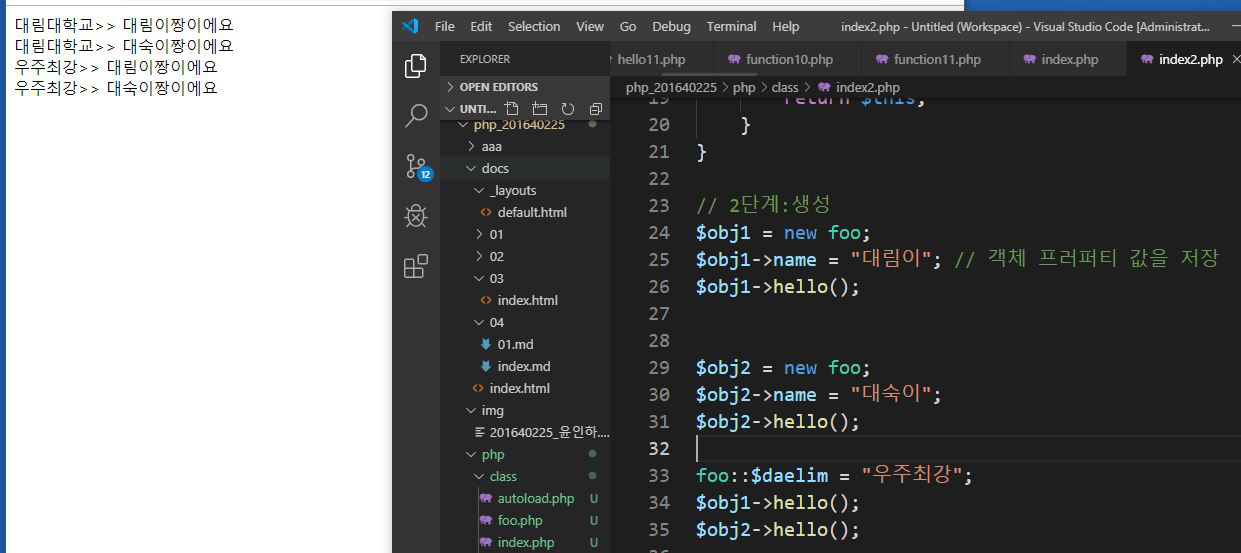 대림대학교>> 대림이짱이에요
대림대학교>> 대숙이짱이에요
우주최강>> 대림이짱이에요
우주최강>> 대숙이짱이에요
File Edit Selection View Go Debug Terminal Help index2.php - Untitled (Workspace) - Visual Studio Code [Administrat...
EXPLORER
OPEN EDITORS
UNTI...
php_201640225
aaa
docs
_layouts
default.html
01
02
03
index.html
04
01.md
index.md
index.html
img
201640225_윤인하....
php
class
autoload.php U
foo.php U
index.php U
12
hello11.php function10.php function11.php index.php index2.php
php_201640225 > php > class > index2.php
19 return $this;
20 }
21 }
22
23 // 2단계:생성
24 $obj1 = new foo;
25 $obj1->name = "대림이"; // 객체 프러퍼티 값을 저장
26 $obj1->hello();
27
28
29 $obj2 = new foo;
30 $obj2->name = "대숙이";
31 $obj2->hello();
32
33 foo::$daelim = "우주최강";
34 $obj1->hello();
35 $obj2->hello();